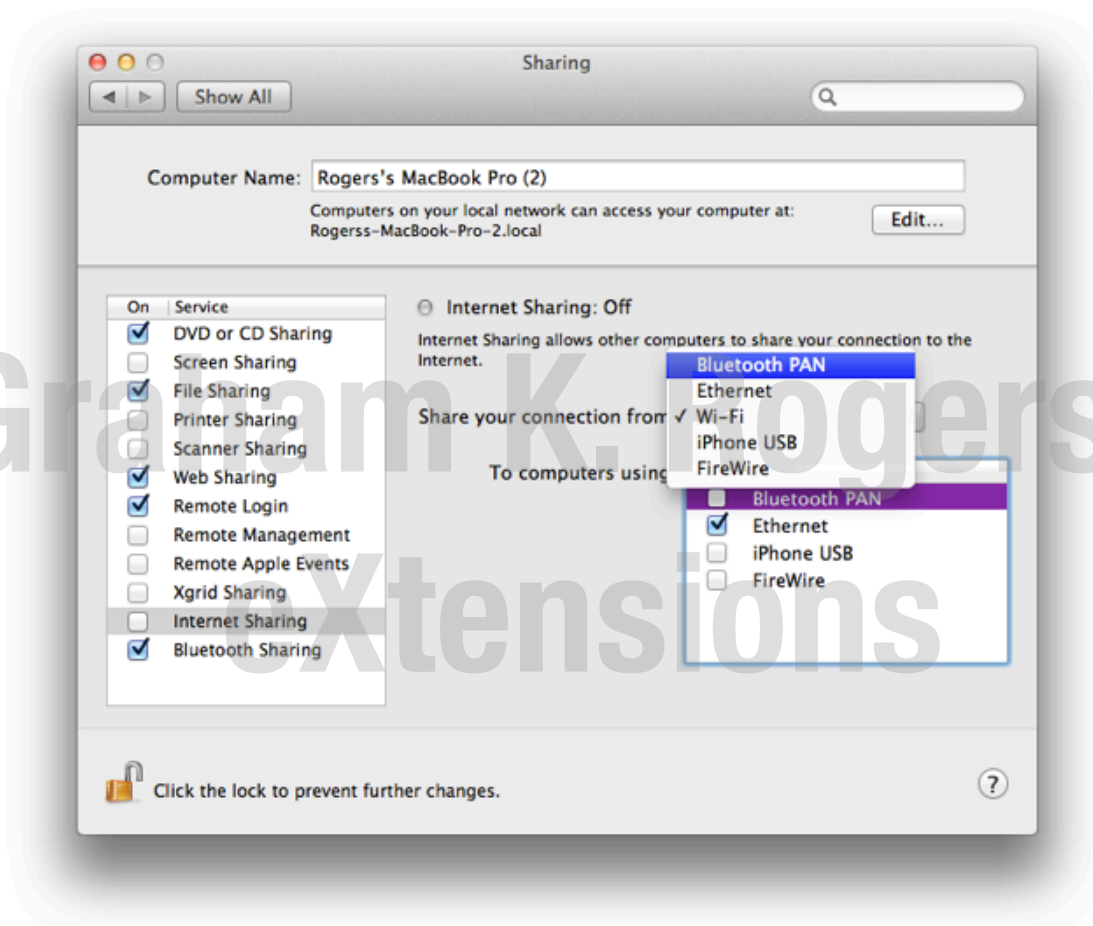 Sharing
Show All
Computer Name: Rogers's MacBook Pro (2)
Computers on your local network can access your computer at:
Rogerss-MacBook-Pro-2.local
Edit...
On Service
DVD or CD Sharing
Screen Sharing
File Sharing
Printer Sharing
Scanner Sharing
Web Sharing
Remote Login
Remote Management
Remote Apple Events
Xgrid Sharing
Internet Sharing
Bluetooth Sharing
Internet Sharing: Off
Internet Sharing allows other computers to share your connection to the
Internet.
Share your connection from
Bluetooth PAN
Ethernet
✓ Wi-Fi
iPhone USB
FireWire
To computers using
Bluetooth PAN
Ethernet
iPhone USB
FireWire
Click the lock to prevent further changes.
?
Graham K. Rogers
eXtensions